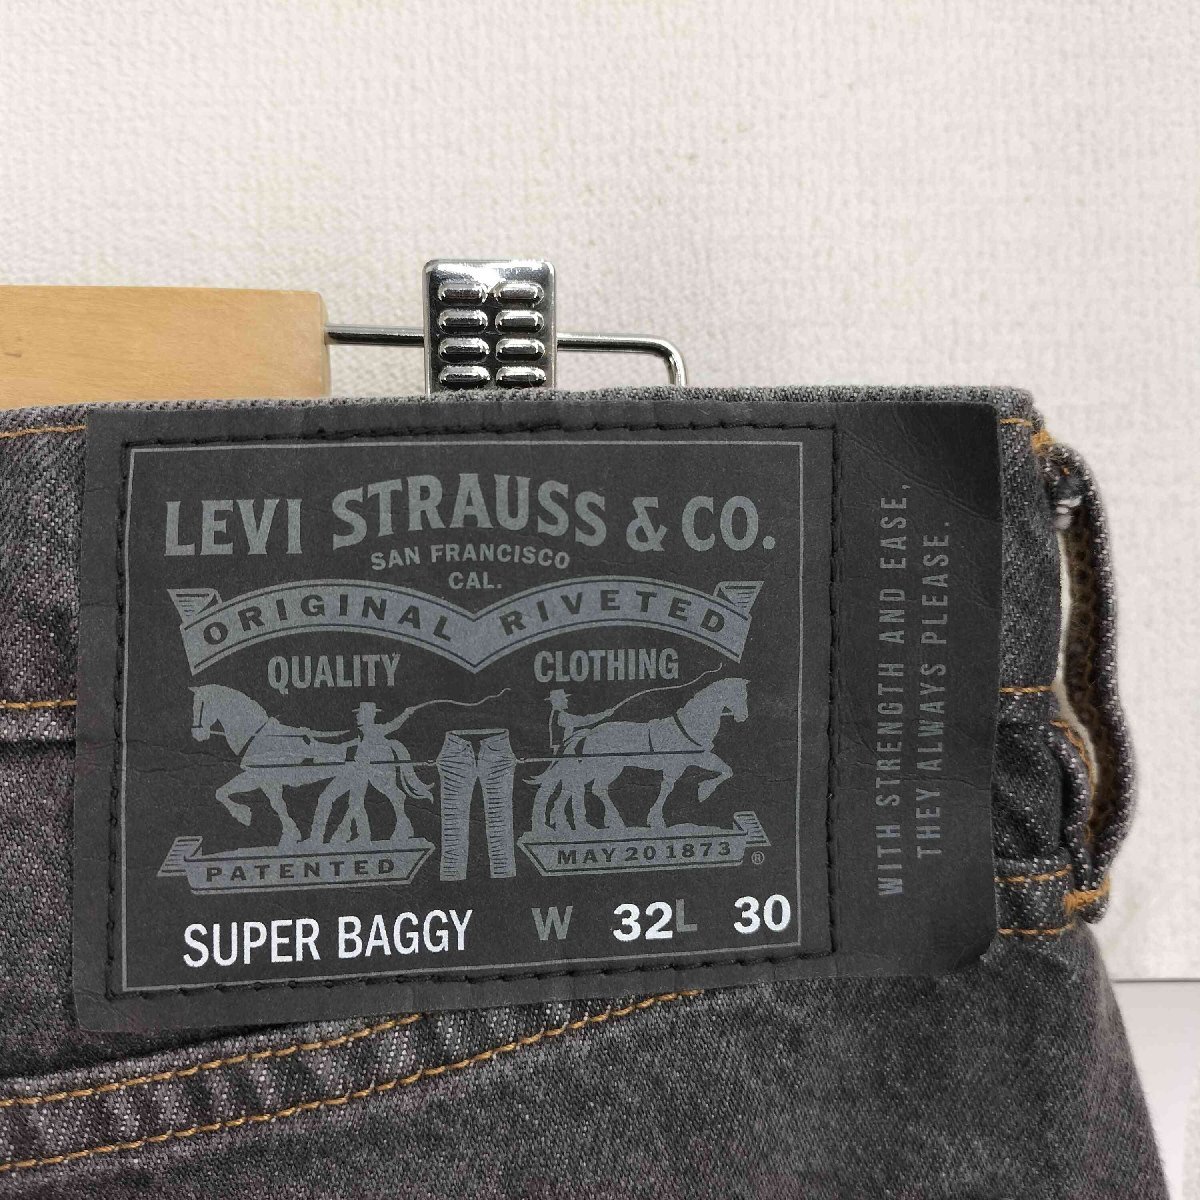 LEVI STRAUSS & CO.
SAN FRANCISCO
CAL.
ORIGINAL RIVETED
QUALITY CLOTHING
PATENTED MAY 20 1873 ®
SUPER BAGGY W 32 L 30
WITH STRENGTH AND EASE,
THEY ALWAYS PLEASE.